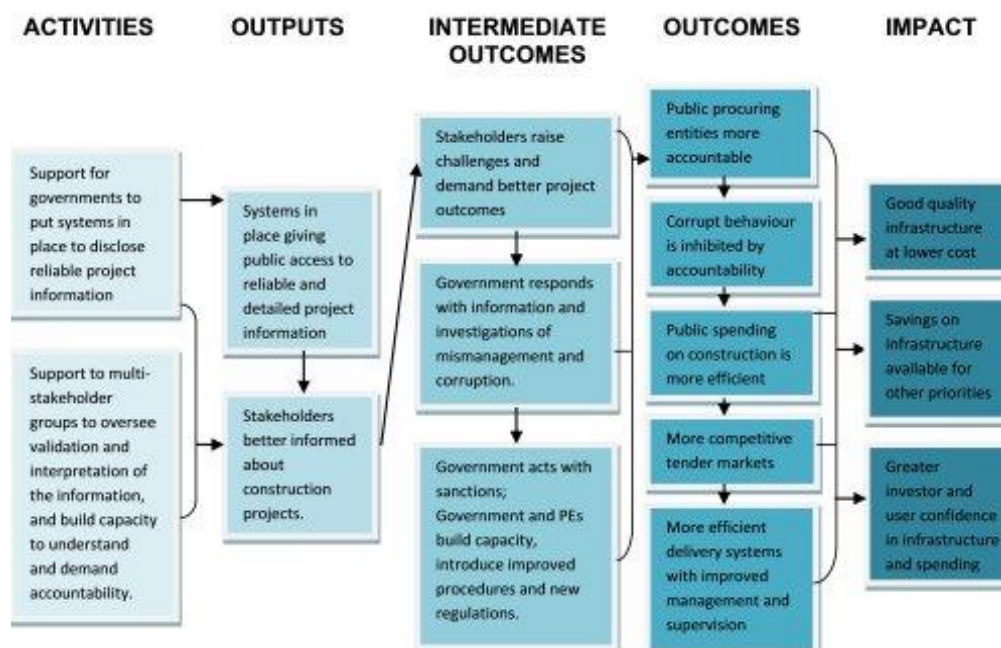 ACTIVITIES
OUTPUTS
INTERMEDIATE
OUTCOMES
OUTCOMES
IMPACT
Support for
governments to
put systems in
place to disclose
reliable project
information
Support to multi-
stakeholder
groups to oversee
validation and
interpretation of
the information,
and build capacity
to understand
and demand
accountability.
Systems in
place giving
public access to
reliable and
detailed project
information
Stakeholders
better informed
about
construction
projects.
Stakeholders raise
challenges and
demand better project
outcomes
Government responds
with information and
investigations of
mismanagement and
corruption.
Government acts with
sanctions;
Government and PEs
build capacity,
introduce improved
procedures and new
regulations.
Public procuring
entities more
accountable
Corrupt behaviour
is inhibited by
accountability
Public spending
on construction is
more efficient
More competitive
tender markets
More efficient
delivery systems
with improved
management and
supervision
Good quality
infrastructure
at lower cost
Savings on
infrastructure
available for
other priorities
Greater
investor and
user confidence
in infrastructure
and spending